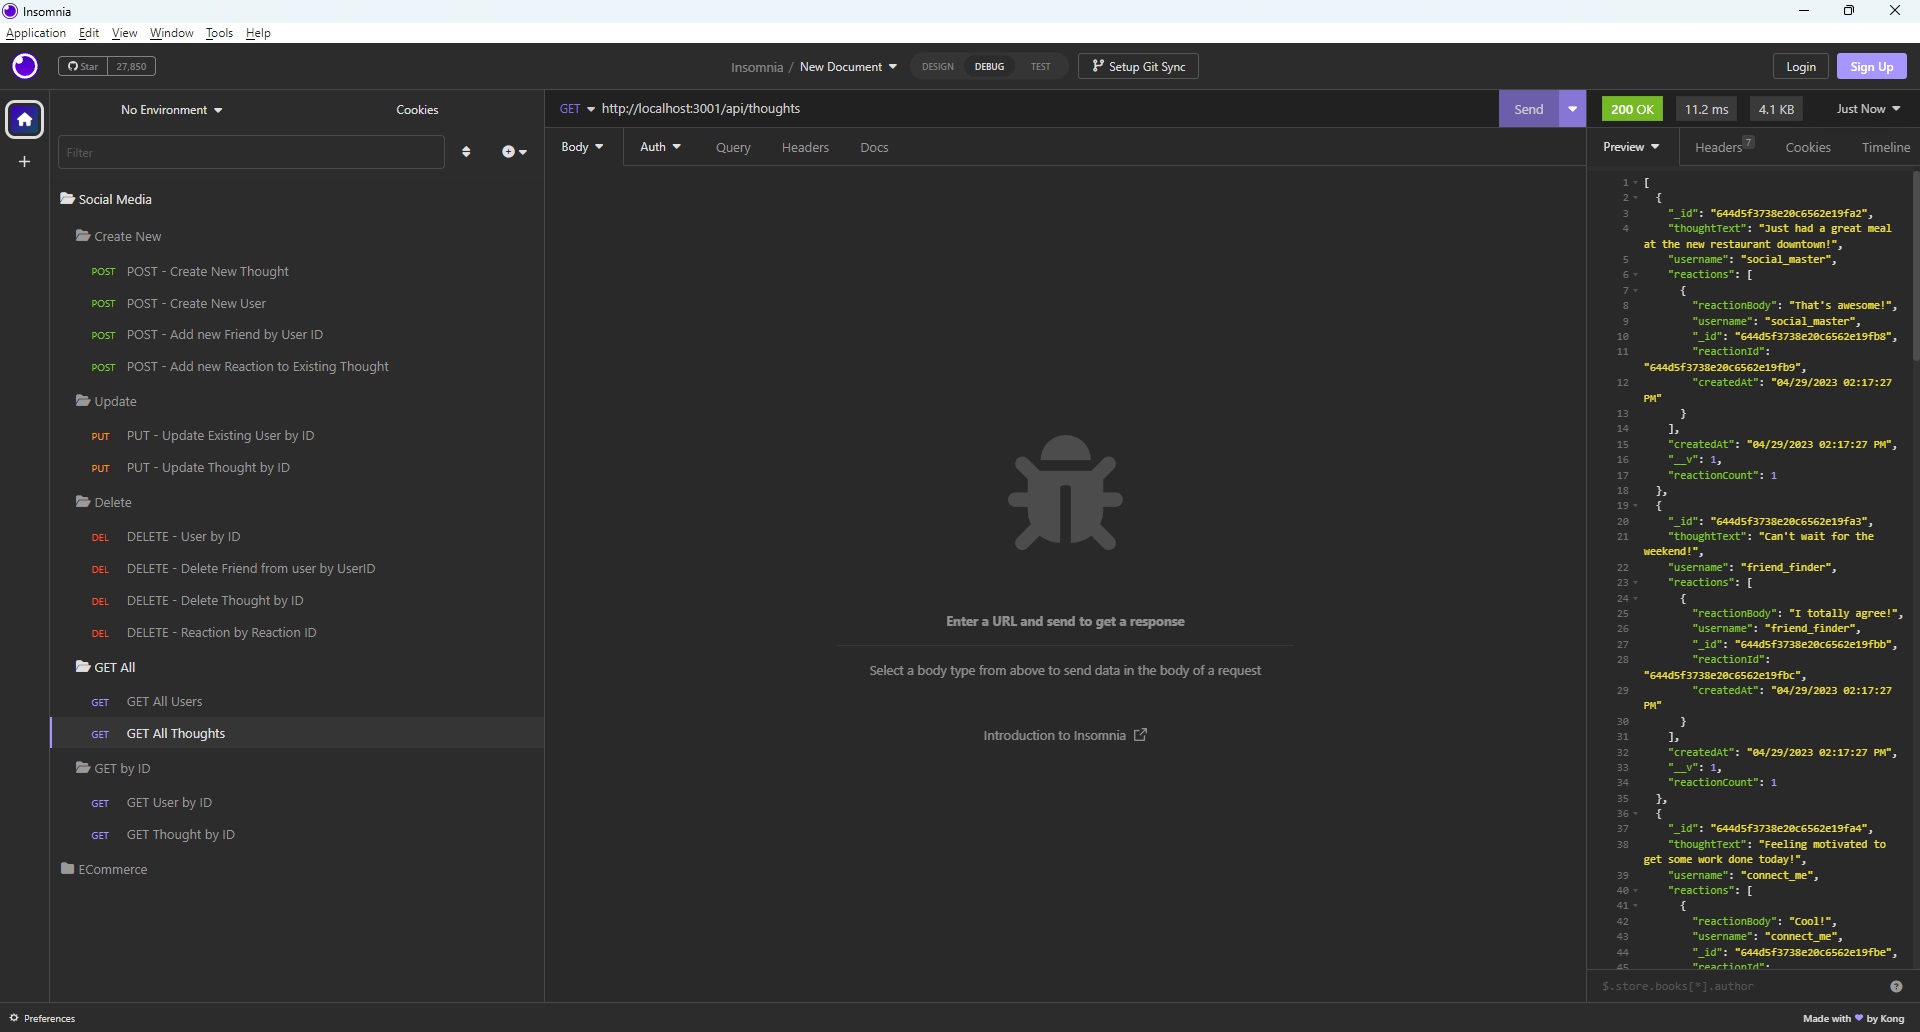 Insomnia
Application Edit View Window Tools Help
Star 27,850
Insomnia / New Document
DESIGN DEBUG TEST
Setup Git Sync
Login Sign Up
No Environment
Cookies
Filter
Social Media
Create New
POST POST - Create New Thought
POST POST - Create New User
POST POST - Add new Friend by User ID
POST POST - Add new Reaction to Existing Thought
Update
PUT PUT - Update Existing User by ID
PUT PUT - Update Thought by ID
Delete
DEL DELETE - User by ID
DEL DELETE - Delete Friend from user by UserID
DEL DELETE - Delete Thought by ID
DEL DELETE - Reaction by Reaction ID
GET All
GET GET All Users
GET GET All Thoughts
GET by ID
GET GET User by ID
GET GET Thought by ID
ECommerce
GET http://localhost:3001/api/thoughts
Send
Body Auth Query Headers Docs
Enter a URL and send to get a response
Select a body type from above to send data in the body of a request
Introduction to Insomnia
200 OK 11.2 ms 4.1 KB Just Now
Preview Headers 7 Cookies Timeline
1 [
2 {
3 "_id": "644d5f3738e20c6562e19fa2",
4 "thoughtText": "Just had a great meal
at the new restaurant downtown!",
5 "username": "social_master",
6 "reactions": [
7 {
8 "reactionBody": "That's awesome!",
9 "username": "social_master",
10 "_id": "644d5f3738e20c6562e19fb8",
11 "reactionId":
"644d5f3738e20c6562e19fb9",
12 "createdAt": "04/29/2023 02:17:27
PM"
13 }
14 ],
15 "createdAt": "04/29/2023 02:17:27 PM",
16 "__v": 1,
17 "reactionCount": 1
18 },
19 {
20 "_id": "644d5f3738e20c6562e19fa3",
21 "thoughtText": "Can't wait for the
weekend!",
22 "username": "friend_finder",
23 "reactions": [
24 {
25 "reactionBody": "I totally agree!",
26 "username": "friend_finder",
27 "_id": "644d5f3738e20c6562e19fbb",
28 "reactionId":
"644d5f3738e20c6562e19fbc",
29 "createdAt": "04/29/2023 02:17:27
PM"
30 }
31 ],
32 "createdAt": "04/29/2023 02:17:27 PM",
33 "__v": 1,
34 "reactionCount": 1
35 },
36 {
37 "_id": "644d5f3738e20c6562e19fa4",
38 "thoughtText": "Feeling motivated to
get some work done today!",
39 "username": "connect_me",
40 "reactions": [
41 {
42 "reactionBody": "Cool!",
43 "username": "connect_me",
44 "_id": "644d5f3738e20c6562e19fbe",
45 "reactionId":
$.store.books[*].author
Preferences
Made with ♥ by Kong